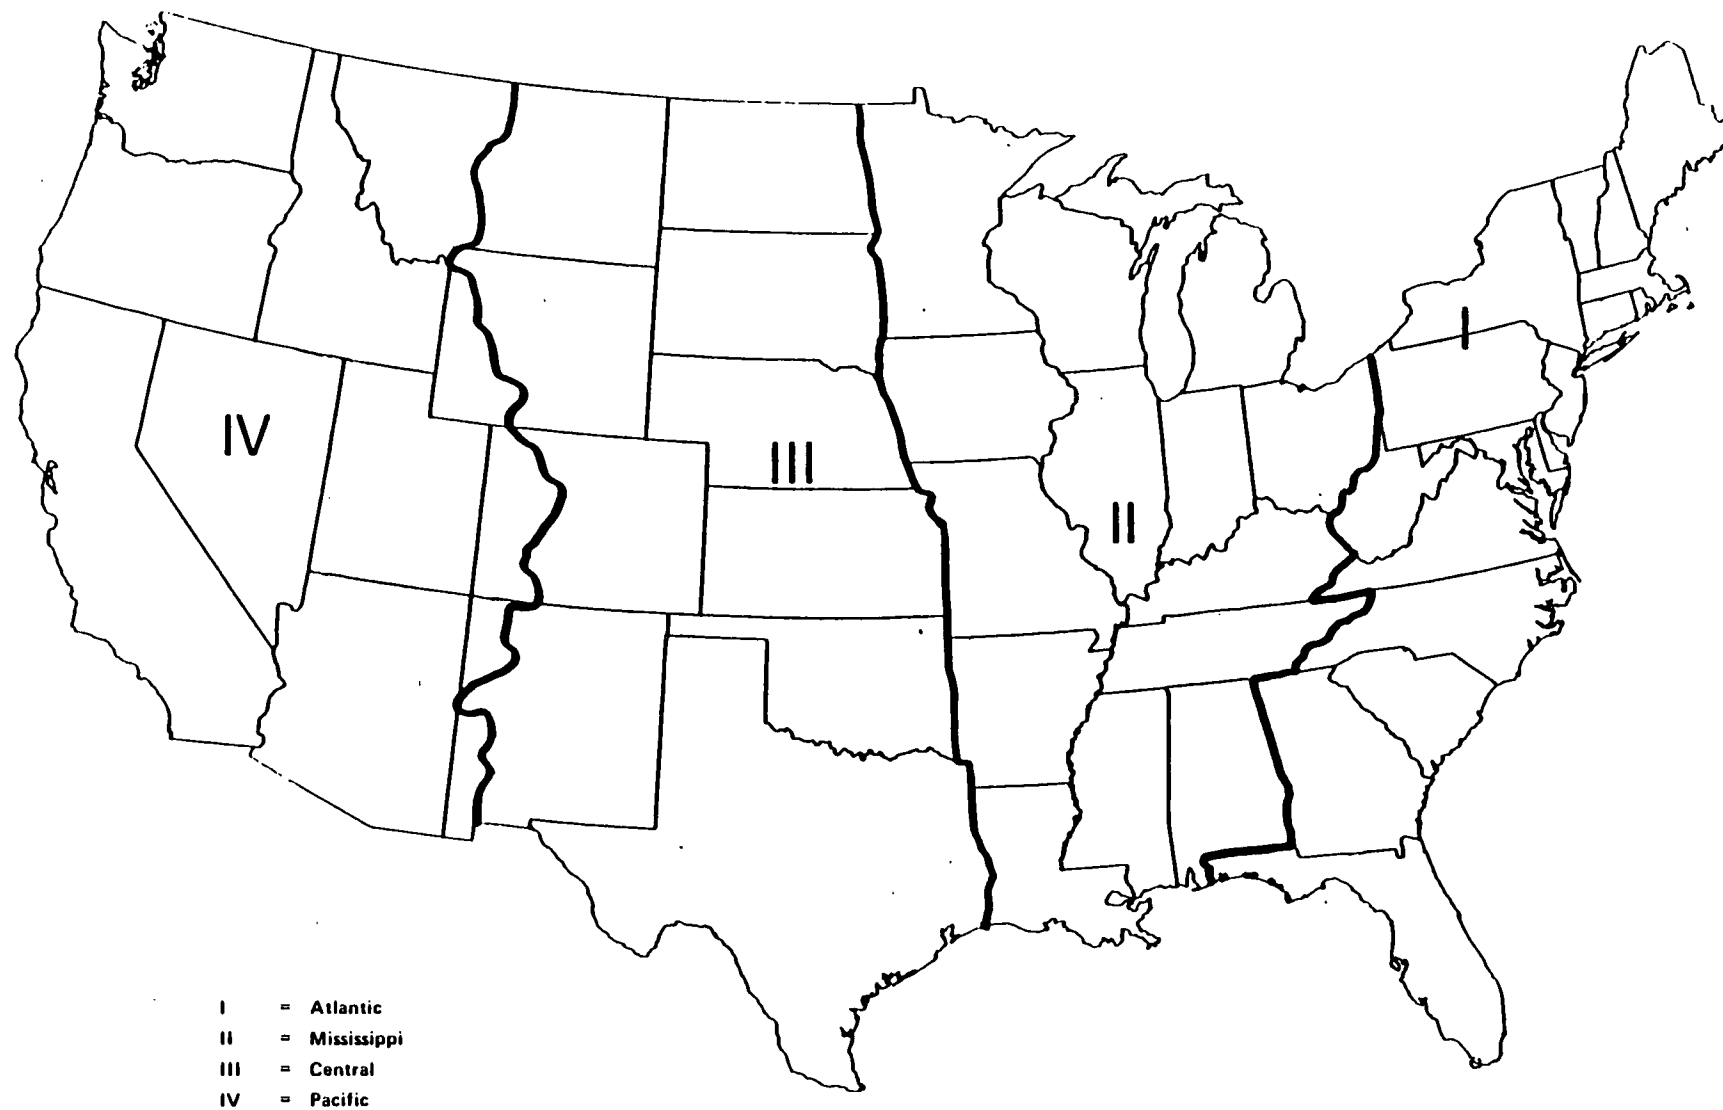 I
IV
III
II
I = Atlantic
II = Mississippi
III = Central
IV = Pacific